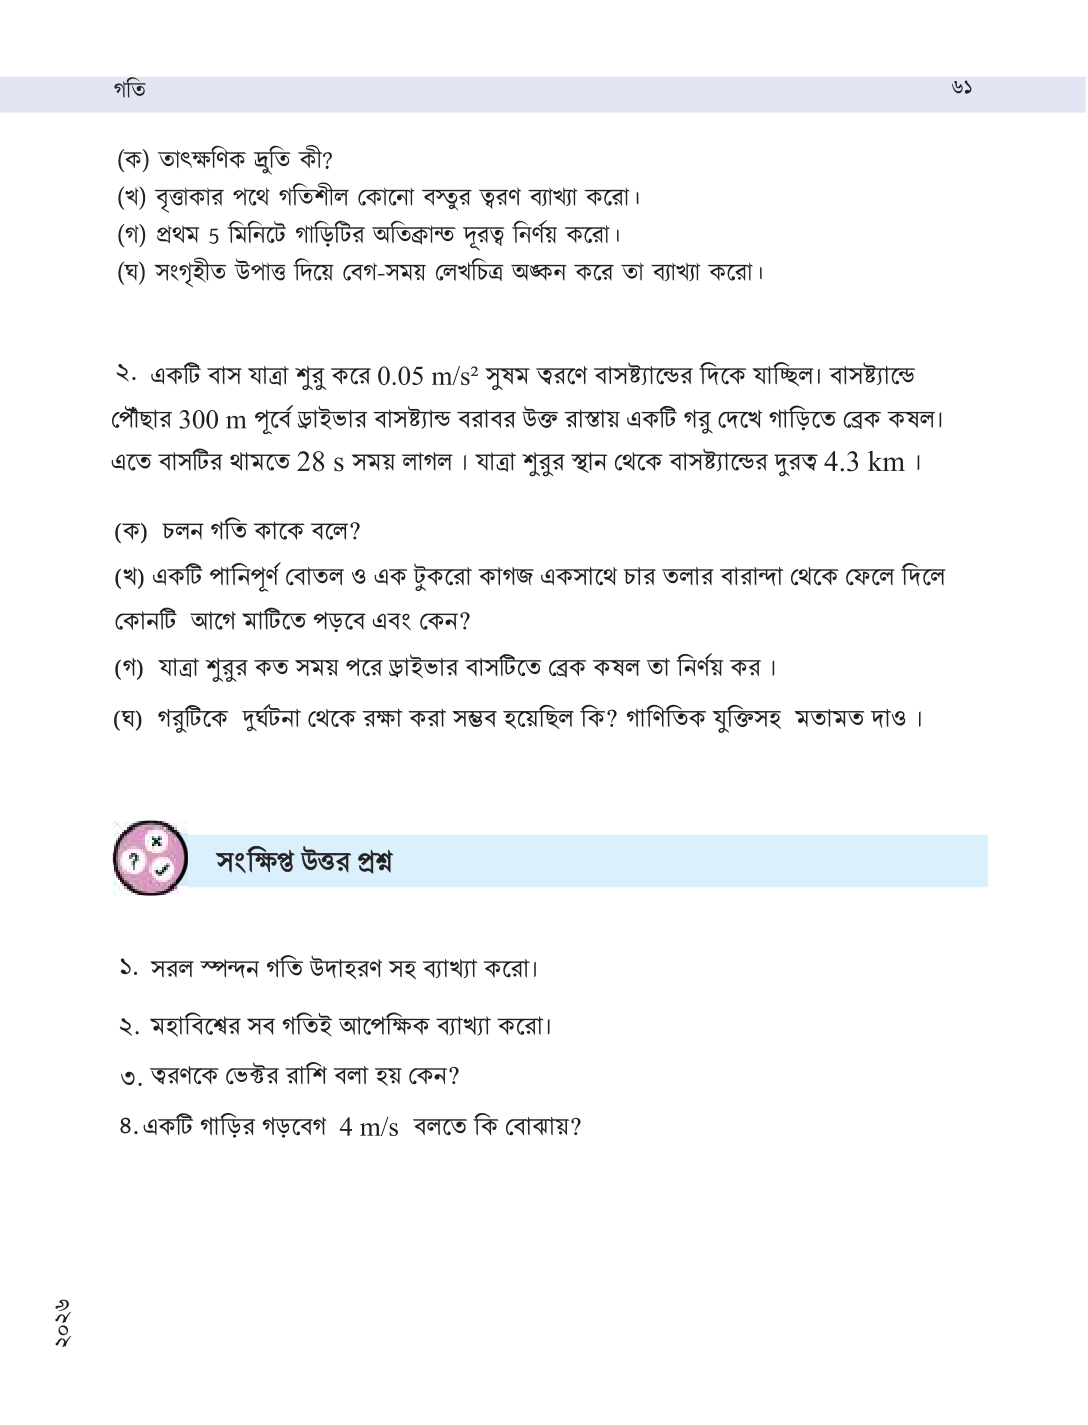 গতি ৬১
(ক) তাৎক্ষণিক দ্রুতি কী?
(খ) বৃত্তাকার পথে গতিশীল কোনো বস্তুর ত্বরণ ব্যাখ্যা করো।
(গ) প্রথম 5 মিনিটে গাড়িটির অতিক্রান্ত দূরত্ব নির্ণয় করো।
(ঘ) সংগৃহীত উপাত্ত দিয়ে বেগ-সময় লেখচিত্র অঙ্কন করে তা ব্যাখ্যা করো।
২. একটি বাস যাত্রা শুরু করে 0.05 m/s² সুষম ত্বরণে বাসষ্ট্যান্ডের দিকে যাচ্ছিল। বাসষ্ট্যান্ডে
পৌঁছার 300 m পূর্বে ড্রাইভার বাসষ্ট্যান্ড বরাবর উক্ত রাস্তায় একটি গরু দেখে গাড়িতে ব্রেক কষল।
এতে বাসটির থামতে 28 s সময় লাগল । যাত্রা শুরুর স্থান থেকে বাসষ্ট্যান্ডের দুরত্ব 4.3 km ।
(ক) চলন গতি কাকে বলে?
(খ) একটি পানিপূর্ণ বোতল ও এক টুকরো কাগজ একসাথে চার তলার বারান্দা থেকে ফেলে দিলে
কোনটি আগে মাটিতে পড়বে এবং কেন?
(গ) যাত্রা শুরুর কত সময় পরে ড্রাইভার বাসটিতে ব্রেক কষল তা নির্ণয় কর ।
(ঘ) গরুটিকে দুর্ঘটনা থেকে রক্ষা করা সম্ভব হয়েছিল কি? গাণিতিক যুক্তিসহ মতামত দাও ।
সংক্ষিপ্ত উত্তর প্রশ্ন
১. সরল স্পন্দন গতি উদাহরণ সহ ব্যাখ্যা করো।
২. মহাবিশ্বের সব গতিই আপেক্ষিক ব্যাখ্যা করো।
৩. ত্বরণকে ভেক্টর রাশি বলা হয় কেন?
৪. একটি গাড়ির গড়বেগ 4 m/s বলতে কি বোঝায়?
২০২৬